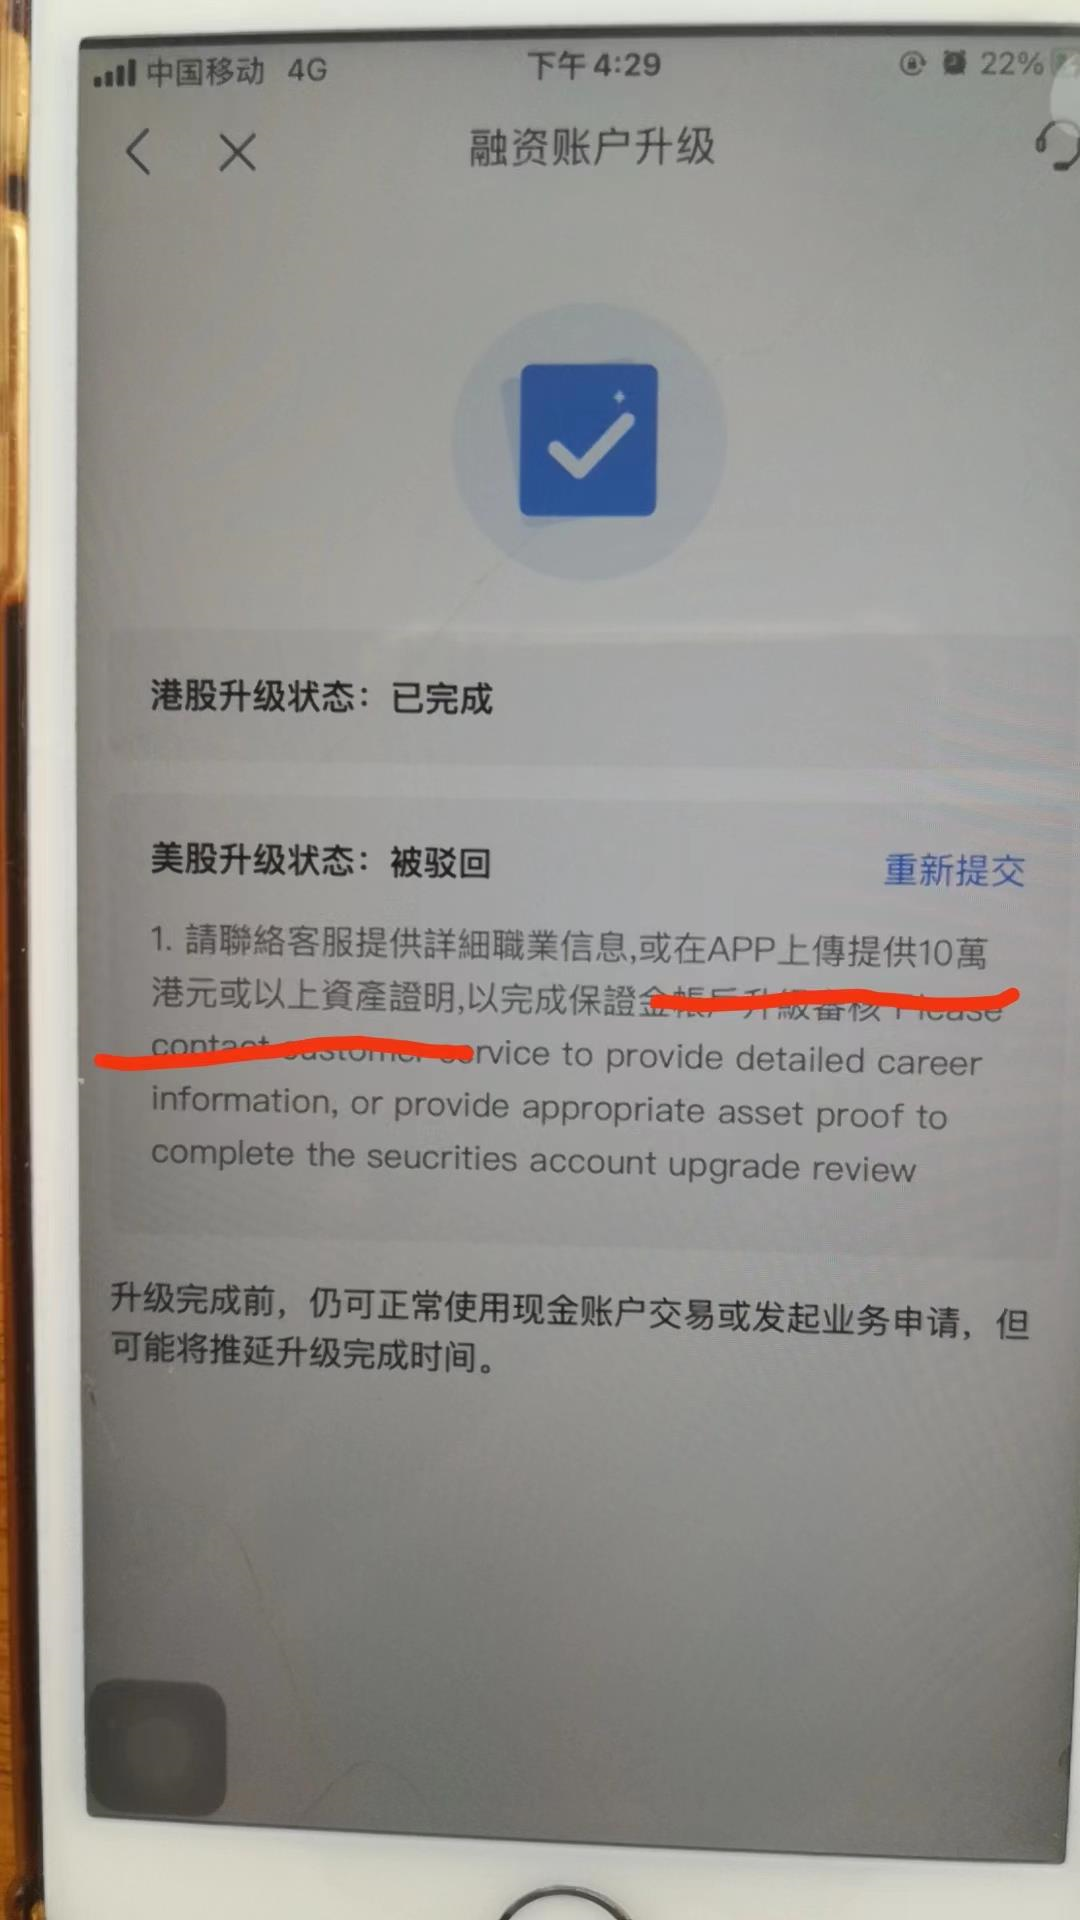 中国移动 4G 下午 4:29 22%
融资账户升级
港股升级状态：已完成
美股升级状态：被驳回 重新提交
1. 請聯絡客服提供詳細職業信息,或在APP上傳提供10萬
港元或以上資產證明,以完成保證金帳戶升級審核 Please
contact customer service to provide detailed career
information, or provide appropriate asset proof to
complete the seucrities account upgrade review
升级完成前，仍可正常使用现金账户交易或发起业务申请，但
可能将推延升级完成时间。